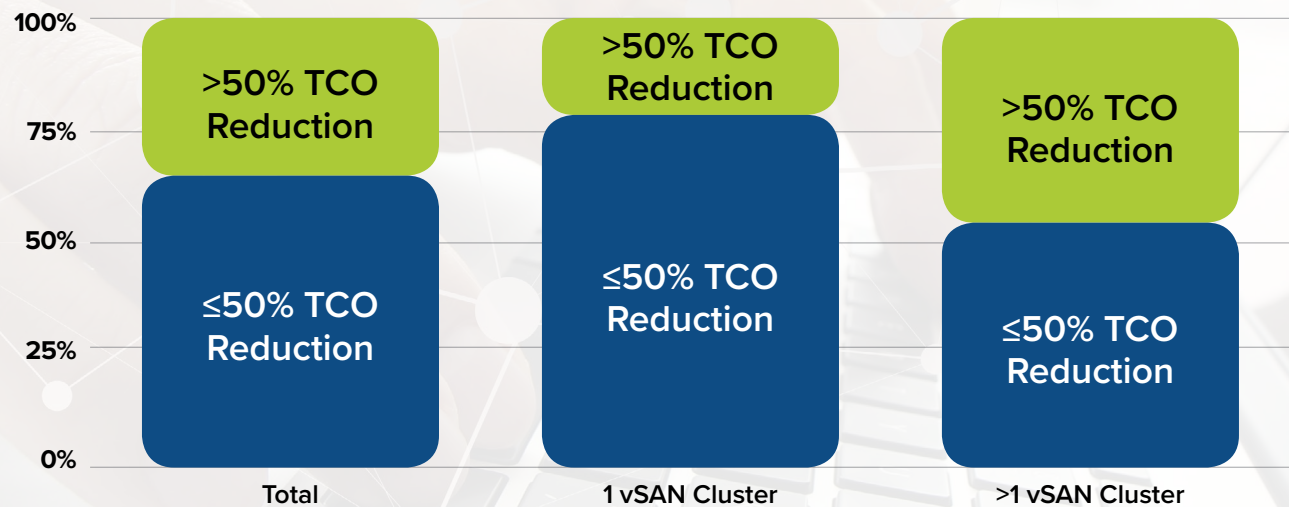 100%
75%
50%
25%
0%
>50% TCO
Reduction
≤50% TCO
Reduction
Total
>50% TCO
Reduction
≤50% TCO
Reduction
1 vSAN Cluster
>50% TCO
Reduction
≤50% TCO
Reduction
>1 vSAN Cluster